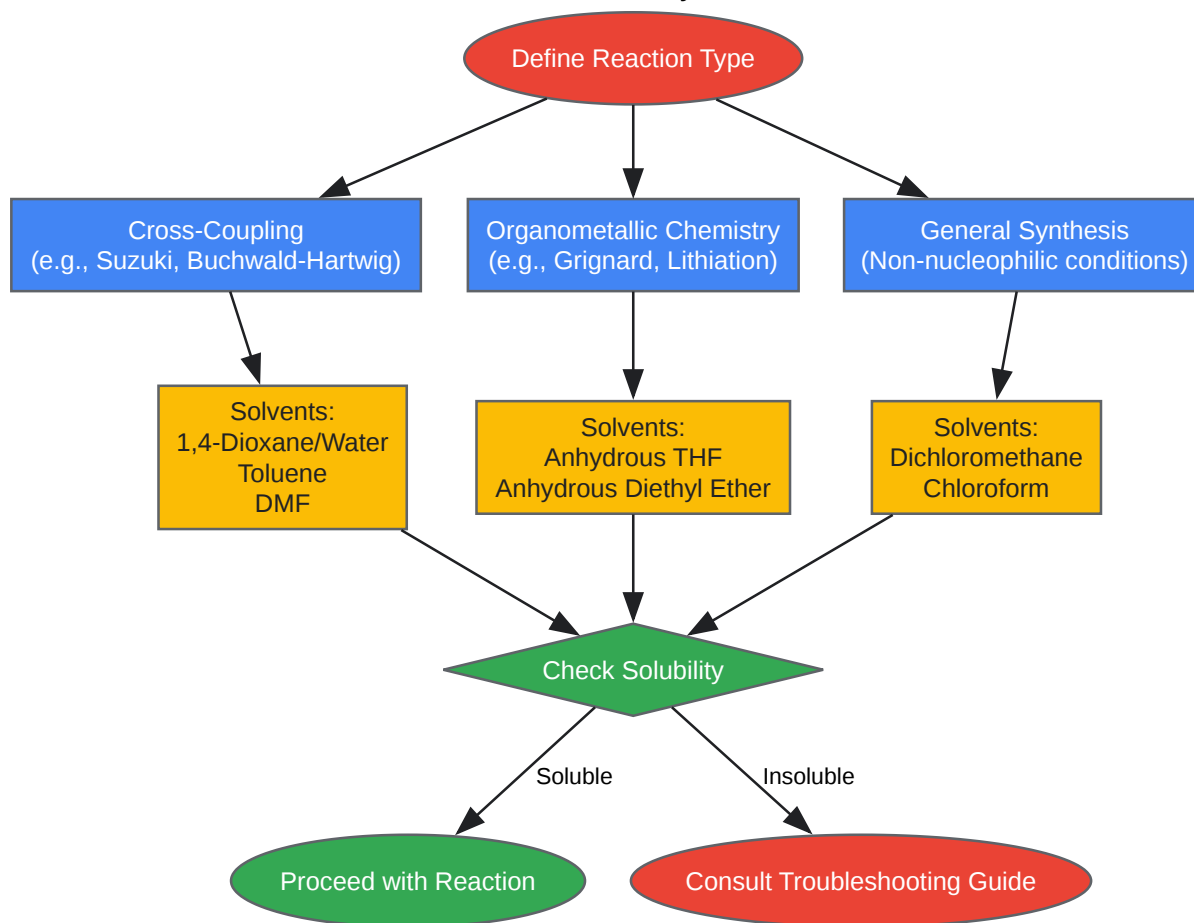 Define Reaction Type
Cross-Coupling
(e.g., Suzuki, Buchwald-Hartwig)
Organometallic Chemistry
(e.g., Grignard, Lithiation)
General Synthesis
(Non-nucleophilic conditions)
Solvents:
1,4-Dioxane/Water
Toluene
DMF
Solvents:
Anhydrous THF
Anhydrous Diethyl Ether
Solvents:
Dichloromethane
Chloroform
Check Solubility
Soluble
Insoluble
Proceed with Reaction
Consult Troubleshooting Guide